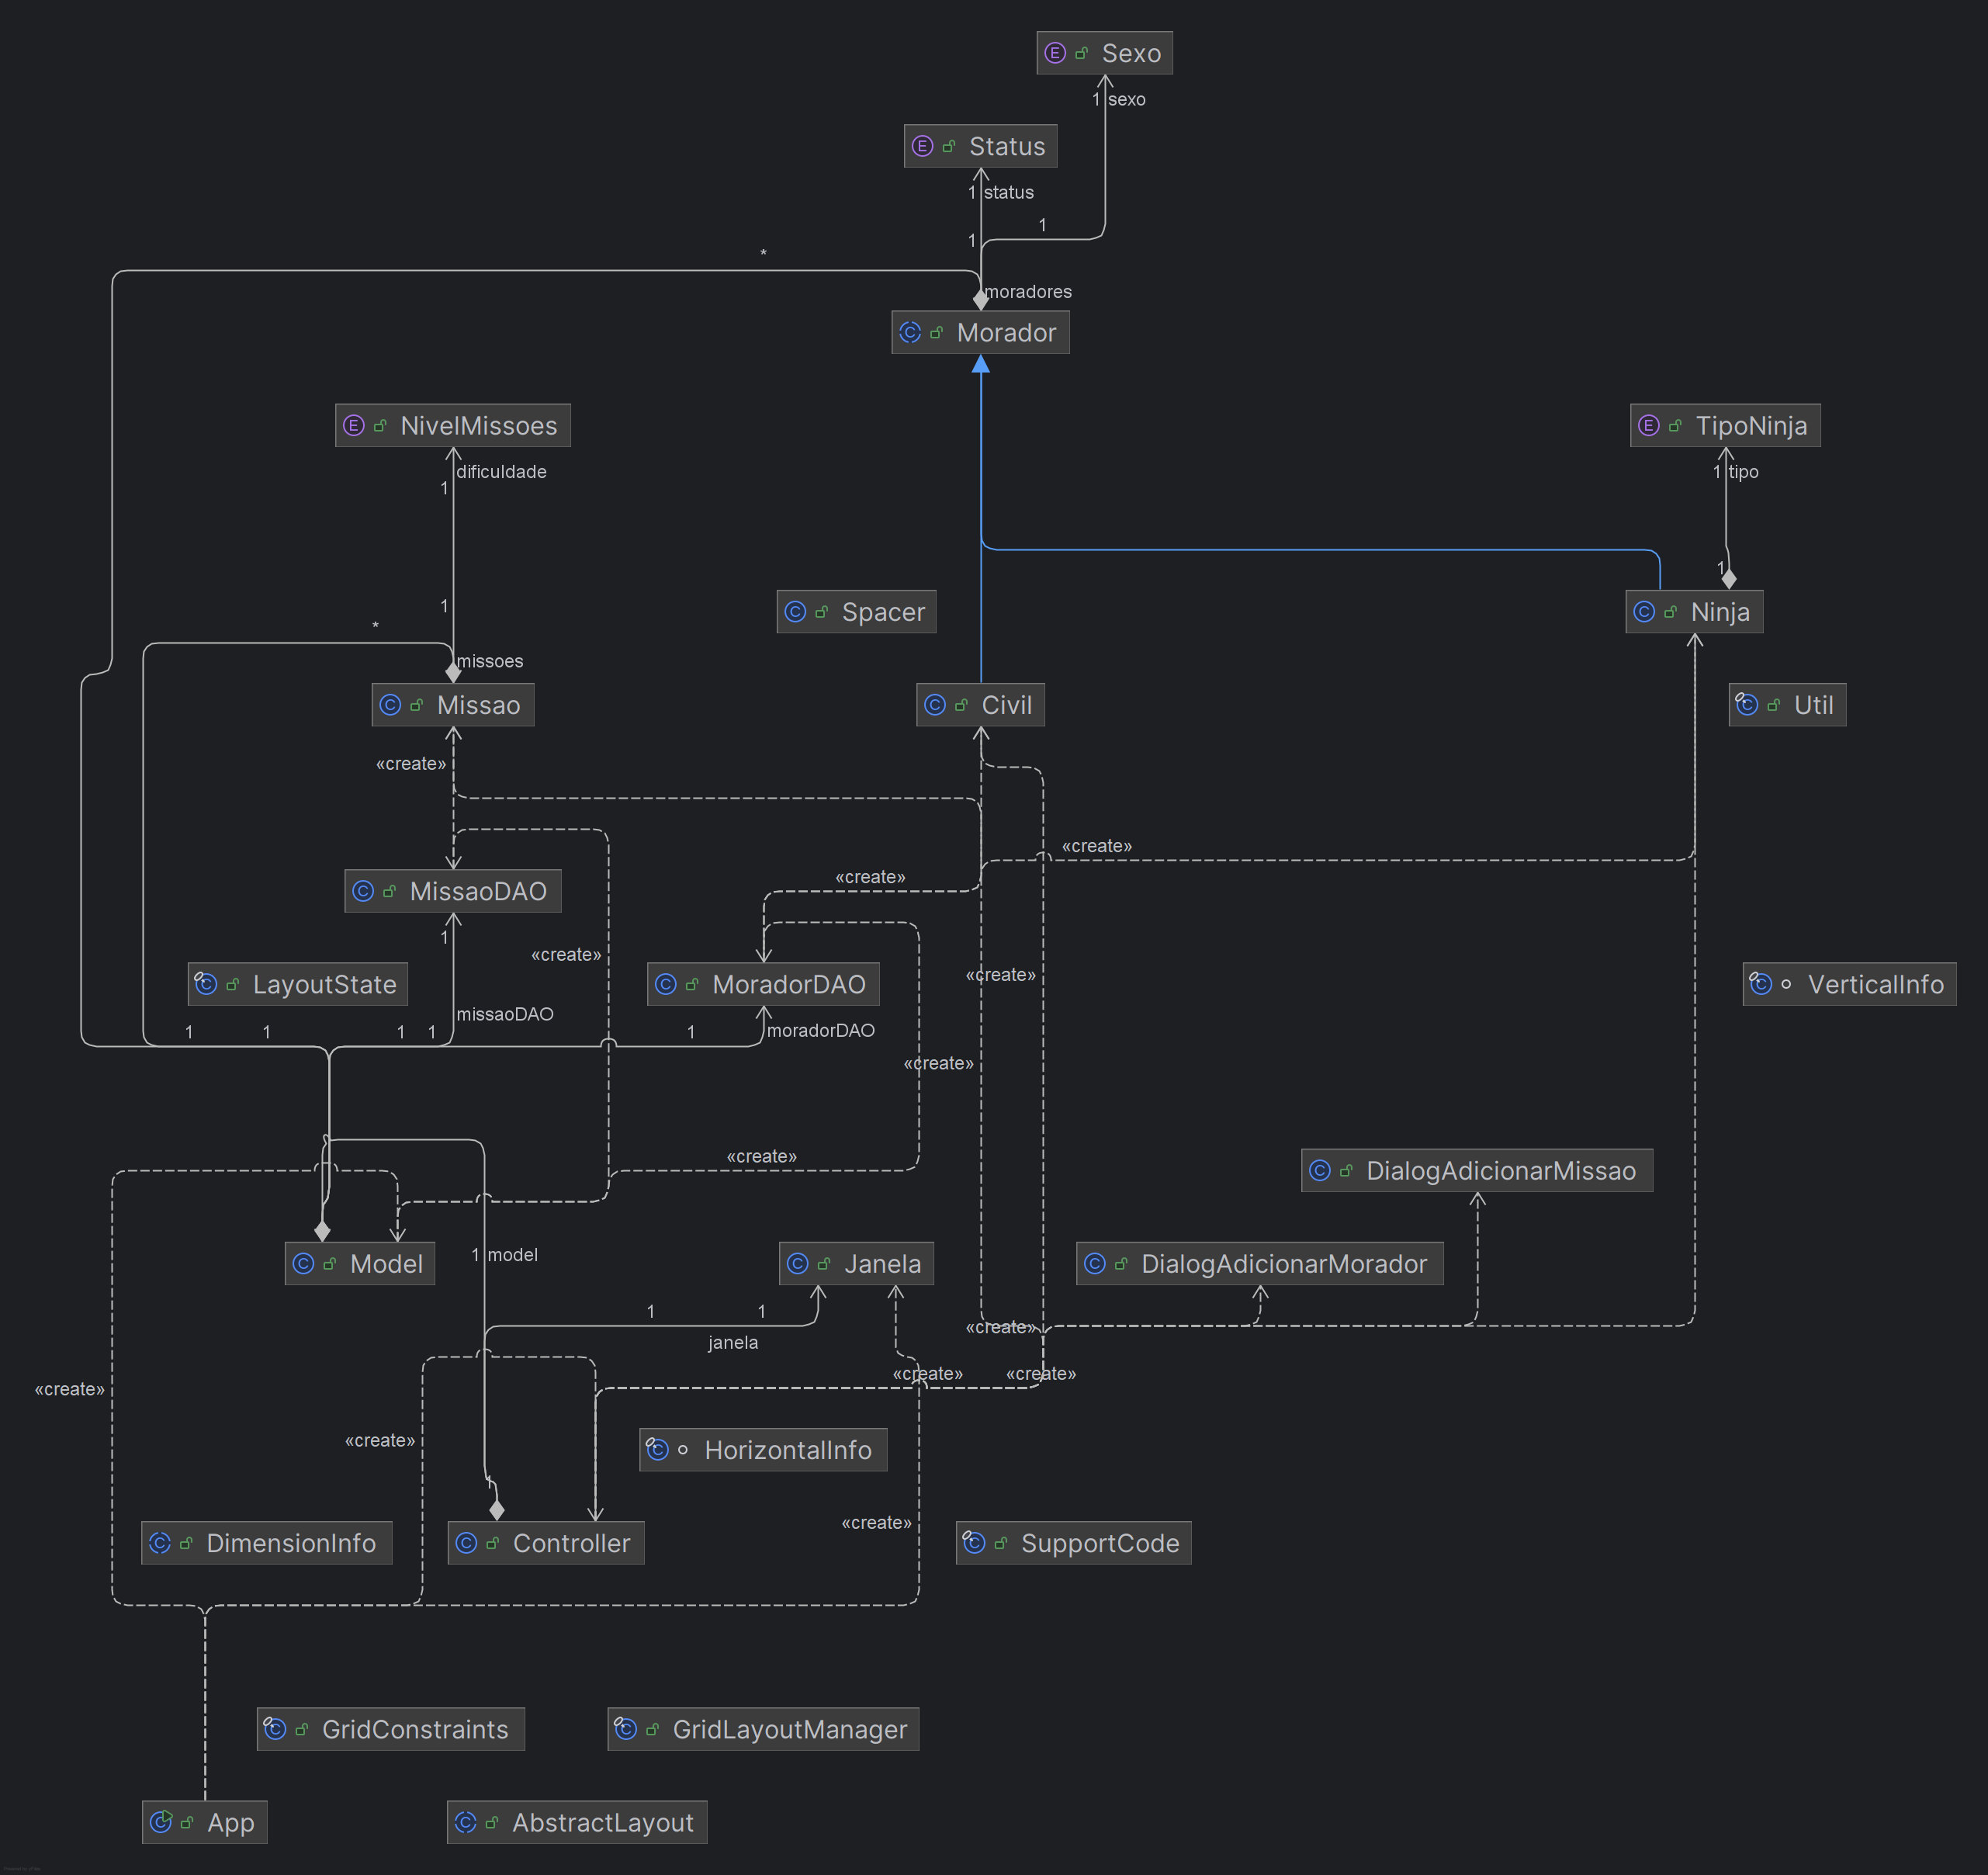 Sexo
1 sexo
Status
1 status
1
1
*
moradores
Morador
NivelMissoes
TipoNinja
dificuldade
1 tipo
1
1
1
Spacer
Ninja
*
missoes
Missao
Civil
Util
«create»
«create»
«create»
MissaoDAO
1
«create»
«create»
LayoutState
MoradorDAO
VerticalInfo
missaoDAO
1
1
1
1
1
moradorDAO
«create»
«create»
DialogAdicionarMissao
1 model
Model
Janela
DialogAdicionarMorador
1
1
«create»
janela
«create»
«create»
«create»
«create»
HorizontalInfo
1
«create»
DimensionInfo
Controller
SupportCode
GridConstraints
GridLayoutManager
App
AbstractLayout